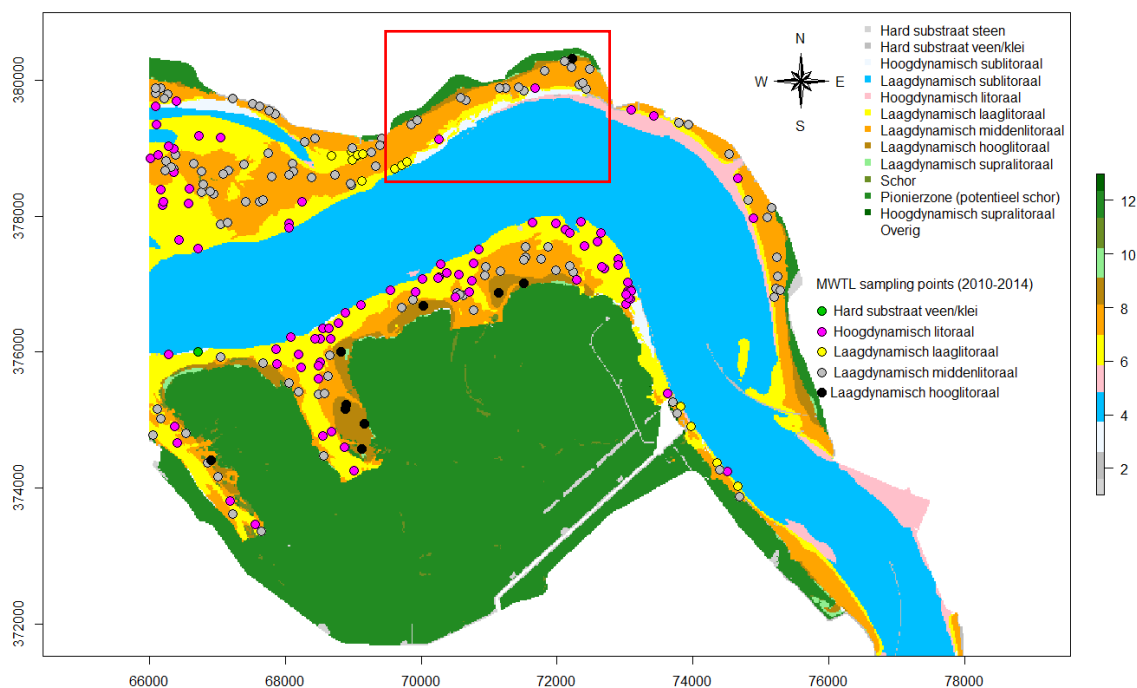 Hard substraat steen
Hard substraat veen/klei
Hoogdynamisch sublitoraal
Laagdynamisch sublitoraal
Hoogdynamisch litoraal
Laagdynamisch laaglitoraal
Laagdynamisch middenlitoraal
Laagdynamisch hooglitoraal
Laagdynamisch supralitoraal
Schor
Pionierzone (potentieel schor)
Hoogdynamisch supralitoraal
Overig
N
W
E
S
MWTL sampling points (2010-2014)
Hard substraat veen/klei
Hoogdynamisch litoraal
Laagdynamisch laaglitoraal
Laagdynamisch middenlitoraal
Laagdynamisch hooglitoraal
12
10
8
6
4
2
380000
378000
376000
374000
372000
66000 68000 70000 72000 74000 76000 78000